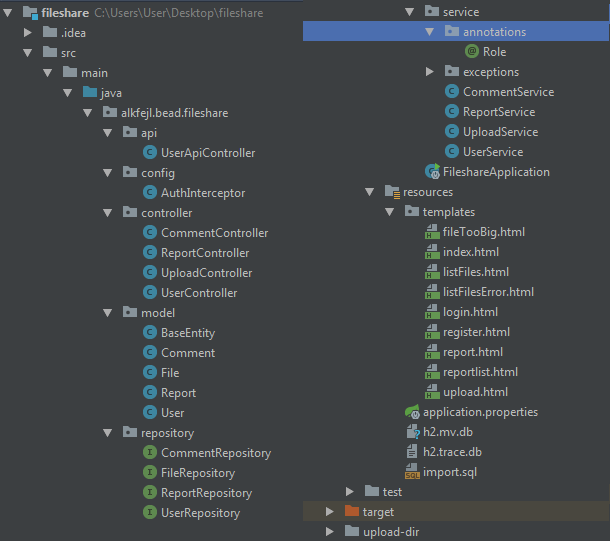 fileshare C:\Users\User\Desktop\fileshare
.idea
src
main
java
alkfejl.bead.fileshare
api
UserApiController
config
AuthInterceptor
controller
CommentController
ReportController
UploadController
UserController
model
BaseEntity
Comment
File
Report
User
repository
CommentRepository
FileRepository
ReportRepository
UserRepository
service
annotations
Role
exceptions
CommentService
ReportService
UploadService
UserService
FileshareApplication
resources
templates
fileTooBig.html
index.html
listFiles.html
listFilesError.html
login.html
register.html
report.html
reportlist.html
upload.html
application.properties
h2.mv.db
h2.trace.db
import.sql
test
target
upload-dir